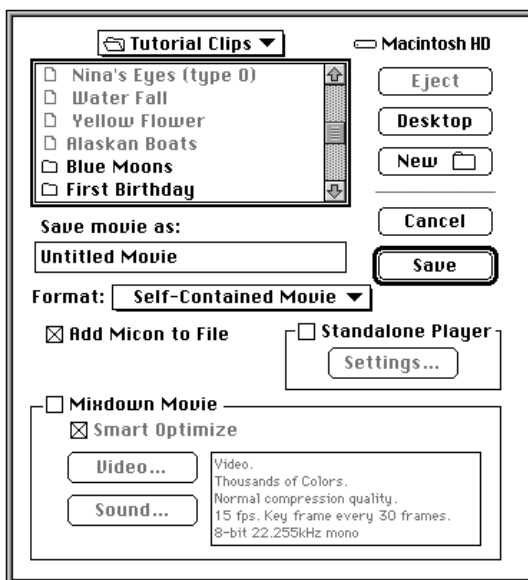 Tutorial Clips
Macintosh HD
Nina's Eyes (type 0)
Water Fall
Yellow Flower
Alaskan Boats
Blue Moons
First Birthday
Eject
Desktop
New
Save movie as:
Untitled Movie
Cancel
Save
Format: Self-Contained Movie
Add Micon to File
Standalone Player
Settings...
Mixdown Movie
Smart Optimize
Video...
Sound...
Video.
Thousands of Colors.
Normal compression quality.
15 fps. Key frame every 30 frames.
8-bit 22.255kHz mono